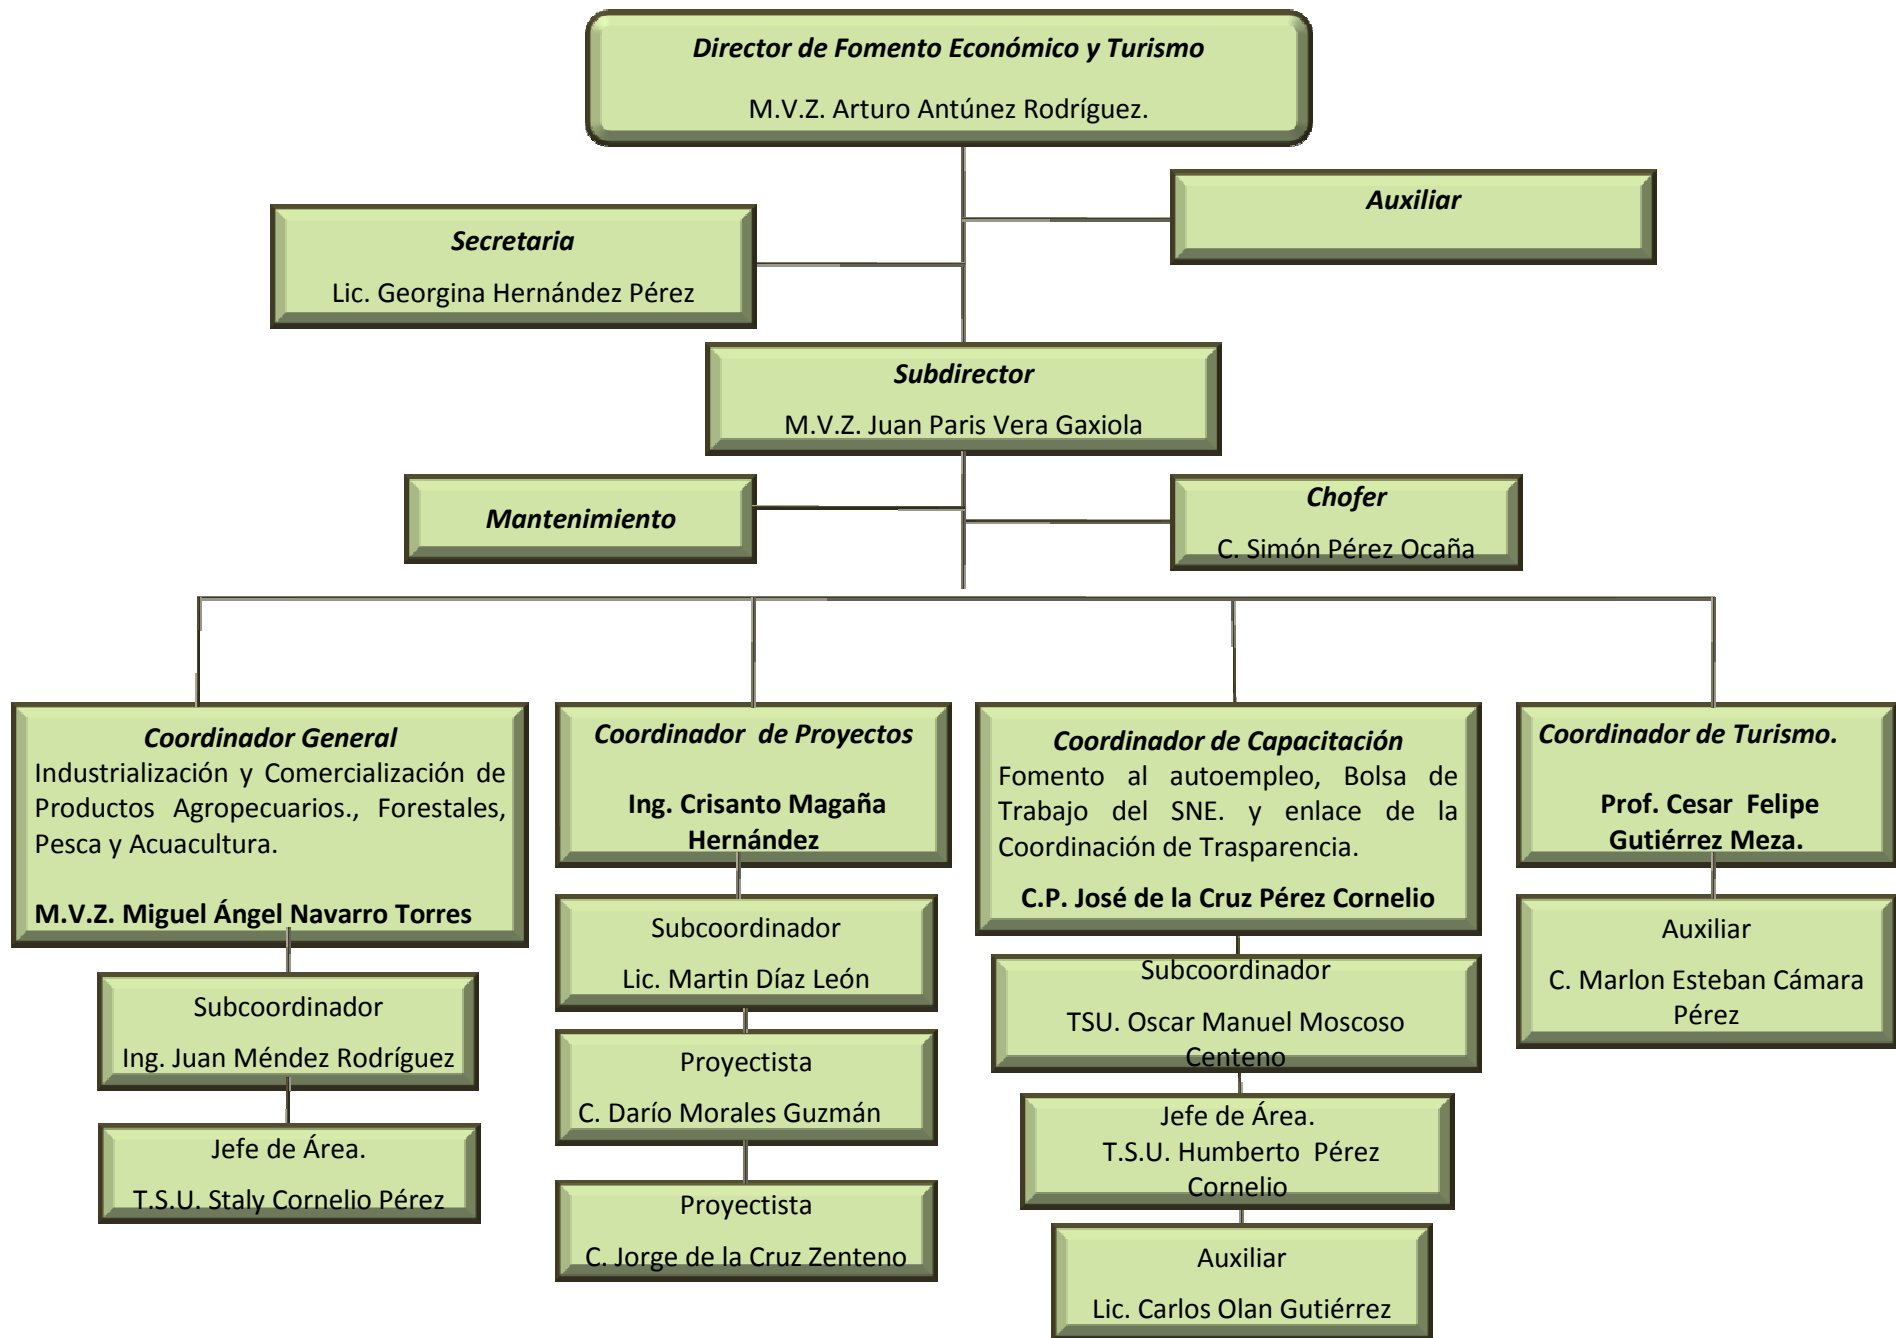 Director de Fomento Económico y Turismo
M.V.Z. Arturo Antúnez Rodríguez.
Auxiliar
Secretaria
Lic. Georgina Hernández Pérez
Subdirector
M.V.Z. Juan Paris Vera Gaxiola
Mantenimiento
Chofer
C. Simón Pérez Ocaña
Coordinador General
Industrialización y Comercialización de
Productos Agropecuarios., Forestales,
Pesca y Acuacultura.
M.V.Z. Miguel Ángel Navarro Torres
Subcoordinador
Ing. Juan Méndez Rodríguez
Jefe de Área.
T.S.U. Staly Cornelio Pérez
Coordinador de Proyectos
Ing. Crisanto Magaña
Hernández
Subcoordinador
Lic. Martin Díaz León
Proyectista
C. Darío Morales Guzmán
Proyectista
C. Jorge de la Cruz Zenteno
Coordinador de Capacitación
Fomento al autoempleo, Bolsa de
Trabajo del SNE. y enlace de la
Coordinación de Trasparencia.
C.P. José de la Cruz Pérez Cornelio
Subcoordinador
TSU. Oscar Manuel Moscoso
Centeno
Jefe de Área.
T.S.U. Humberto Pérez
Cornelio
Auxiliar
Lic. Carlos Olan Gutiérrez
Coordinador de Turismo.
Prof. Cesar Felipe
Gutiérrez Meza.
Auxiliar
C. Marlon Esteban Cámara
Pérez